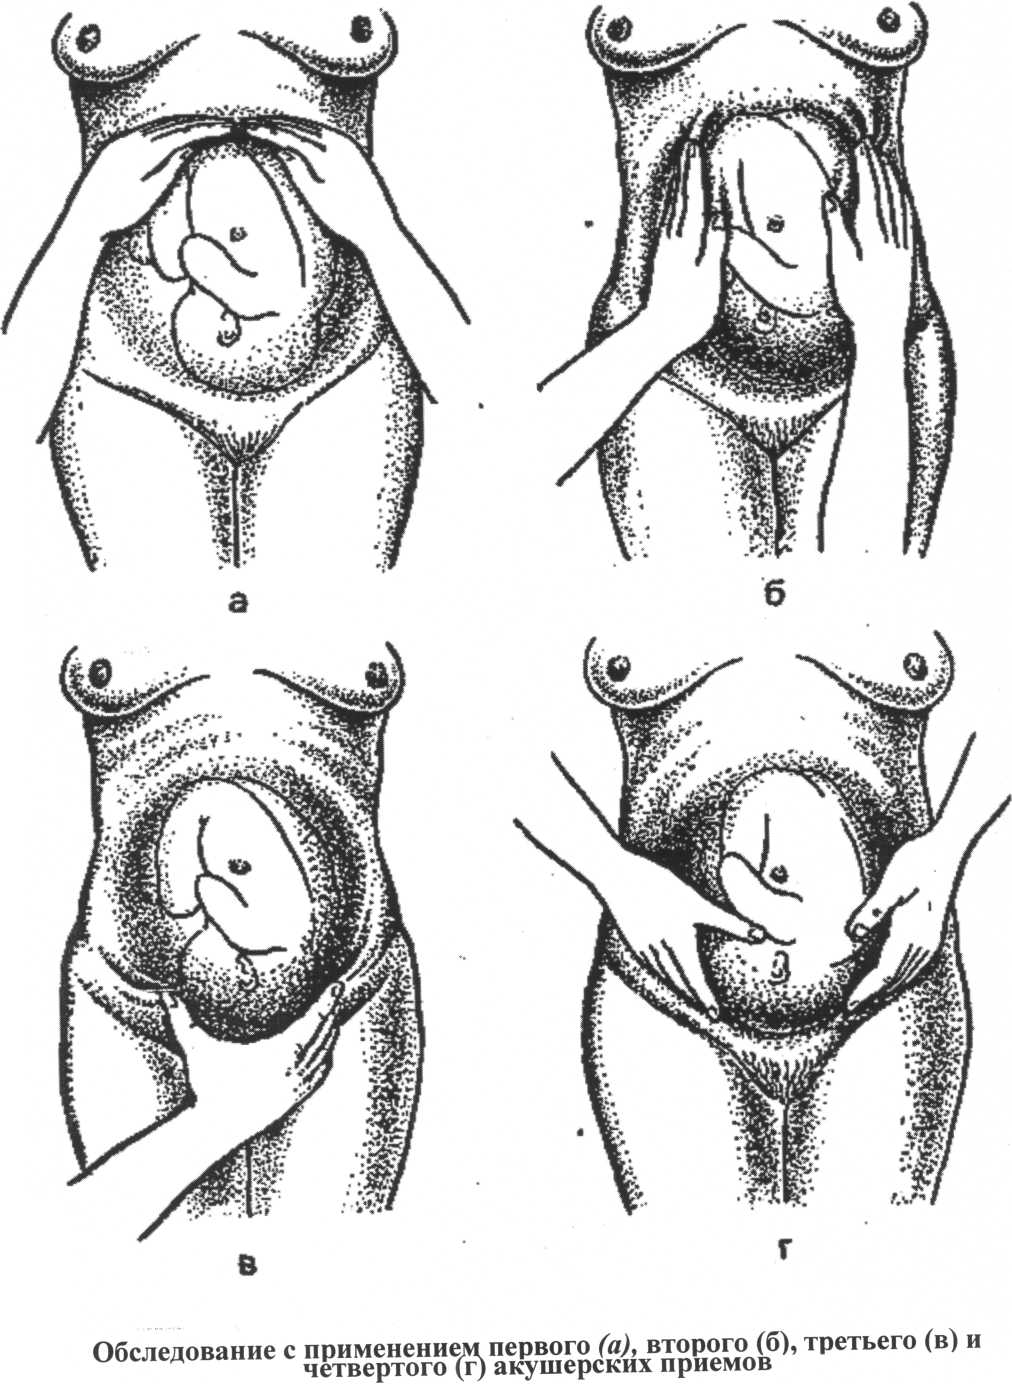 а
б
в
г
Обследование с применением первого (а), второго (б), третьего (в) и
четвертого (г) акушерских приемов